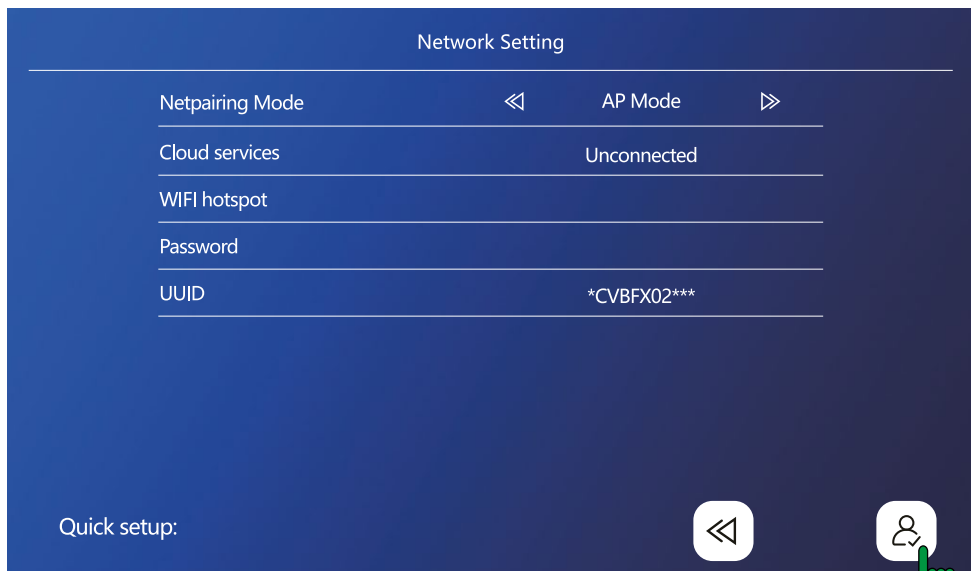 Network Setting
Netpairing Mode AP Mode
Cloud services Unconnected
WIFI hotspot
Password
UUID *CVBFX02***
Quick setup: